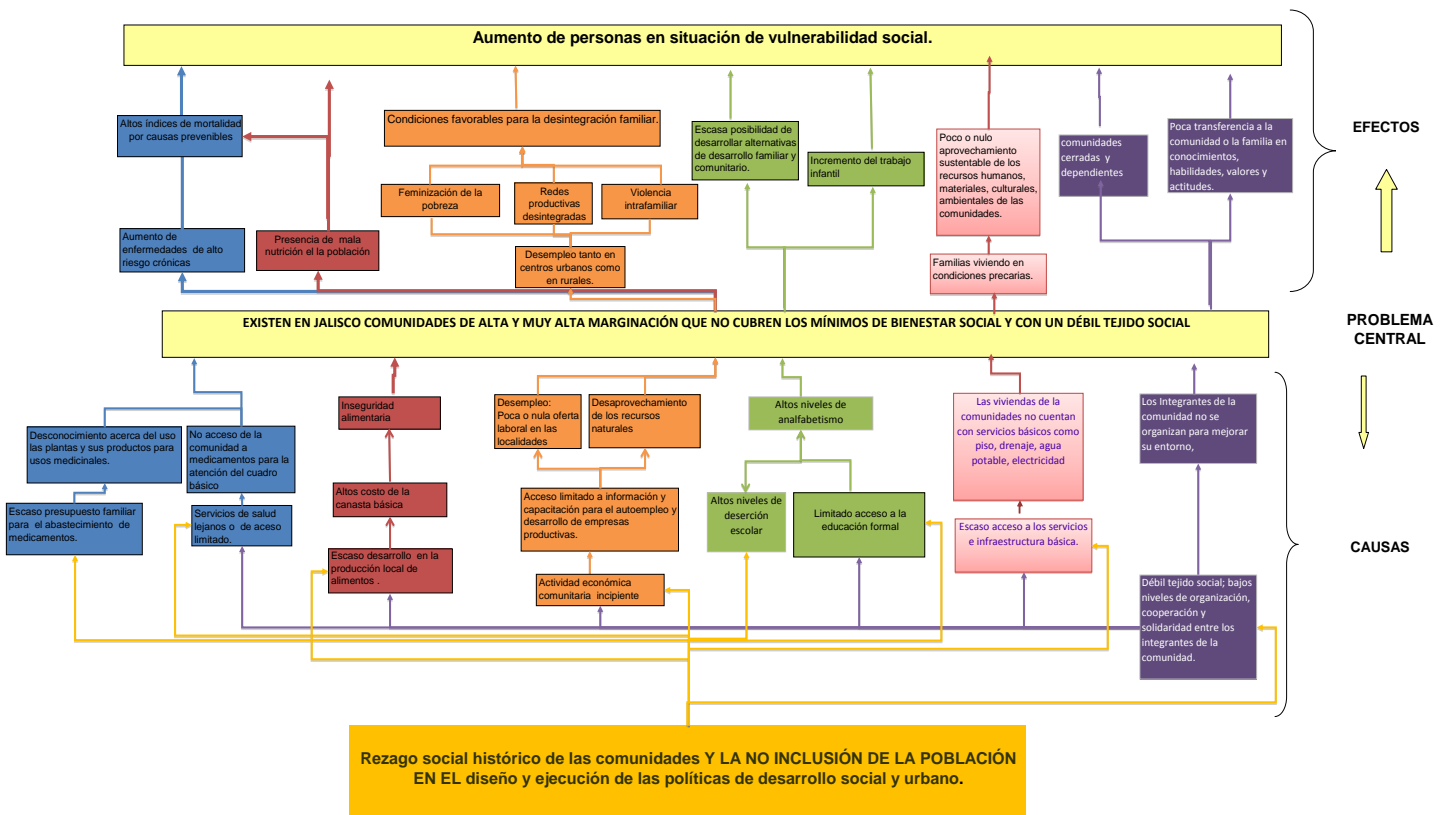 Aumento de personas en situación de vulnerabilidad social.
Altos índices de mortalidad
por causas prevenibles
Condiciones favorables para la desintegración familiar.
Escasa posibilidad de
desarrollar alternativas
de desarrollo familiar y
comunitario.
Incremento del trabajo
infantil
Poco o nulo
aprovechamiento
sustentable de los
recursos humanos,
materiales, culturales,
ambientales de las
comunidades.
comunidades
cerradas y
dependientes
Poca transferencia a la
comunidad o la familia en
conocimientos,
habilidades, valores y
actitudes.
EFECTOS
Feminización de la
pobreza
Redes
productivas
desintegradas
Violencia
intrafamiliar
Aumento de
enfermedades de alto
riesgo crónicas
Presencia de mala
nutrición el la población
Desempleo tanto en
centros urbanos como
en rurales.
Familias viviendo en
condiciones precarias.
EXISTEN EN JALISCO COMUNIDADES DE ALTA Y MUY ALTA MARGINACIÓN QUE NO CUBREN LOS MÍNIMOS DE BIENESTAR SOCIAL Y CON UN DÉBIL TEJIDO SOCIAL
PROBLEMA
CENTRAL
Desconocimiento acerca del uso
las plantas y sus productos para
usos medicinales.
No acceso de la
comunidad a
medicamentos para la
atención del cuadro
básico
Inseguridad
alimentaria
Desempleo:
Poca o nula oferta
laboral en las
localidades
Desaprovechamiento
de los recursos
naturales
Altos niveles de
analfabetismo
Las viviendas de la
comunidades no cuentan
con servicios básicos como
piso, drenaje, agua
potable, electricidad
Los Integrantes de la
comunidad no se
organizan para mejorar
su entorno,
Escaso presupuesto familiar
para el abastecimiento de
medicamentos.
Servicios de salud
lejanos o de aceso
limitado.
Altos costo de la
canasta básica
Acceso limitado a información y
capacitación para el autoempleo y
desarrollo de empresas
productivas.
Altos niveles de
deserción
escolar
Limitado acceso a la
educación formal
Escaso acceso a los servicios
e infraestructura básica.
CAUSAS
Escaso desarrollo en la
producción local de
alimentos .
Actividad económica
comunitaria incipiente
Débil tejido social; bajos
niveles de organización,
cooperación y
solidaridad entre los
integrantes de la
comunidad.
Rezago social histórico de las comunidades Y LA NO INCLUSIÓN DE LA POBLACIÓN
EN EL diseño y ejecución de las políticas de desarrollo social y urbano.